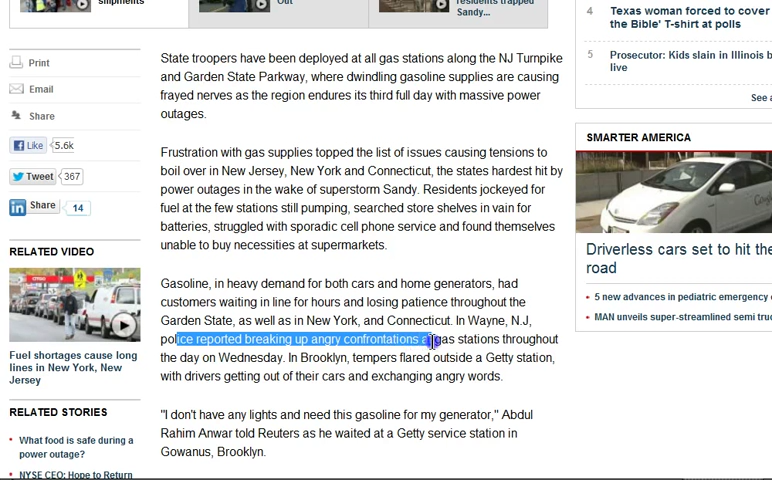 shipments
Out
residents trapped
Sandy...
4 Texas woman forced to cover
the Bible' T-shirt at polls
5 Prosecutor: Kids slain in Illinois b
live
See a
Print
Email
Share
Like 5.6k
Tweet 367
Share 14
RELATED VIDEO
Fuel shortages cause long
lines in New York, New
Jersey
RELATED STORIES
• What food is safe during a
power outage?
• NYSE CEO: Hope to Return
State troopers have been deployed at all gas stations along the NJ Turnpike
and Garden State Parkway, where dwindling gasoline supplies are causing
frayed nerves as the region endures its third full day with massive power
outages.
Frustration with gas supplies topped the list of issues causing tensions to
boil over in New Jersey, New York and Connecticut, the states hardest hit by
power outages in the wake of superstorm Sandy. Residents jockeyed for
fuel at the few stations still pumping, searched store shelves in vain for
batteries, struggled with sporadic cell phone service and found themselves
unable to buy necessities at supermarkets.
Gasoline, in heavy demand for both cars and home generators, had
customers waiting in line for hours and losing patience throughout the
Garden State, as well as in New York, and Connecticut. In Wayne, N.J,
police reported breaking up angry confrontations at gas stations throughout
the day on Wednesday. In Brooklyn, tempers flared outside a Getty station,
with drivers getting out of their cars and exchanging angry words.
"I don't have any lights and need this gasoline for my generator," Abdul
Rahim Anwar told Reuters as he waited at a Getty service station in
Gowanus, Brooklyn.
SMARTER AMERICA
Driverless cars set to hit the
road
• 5 new advances in pediatric emergency
• MAN unveils super-streamlined semi truc